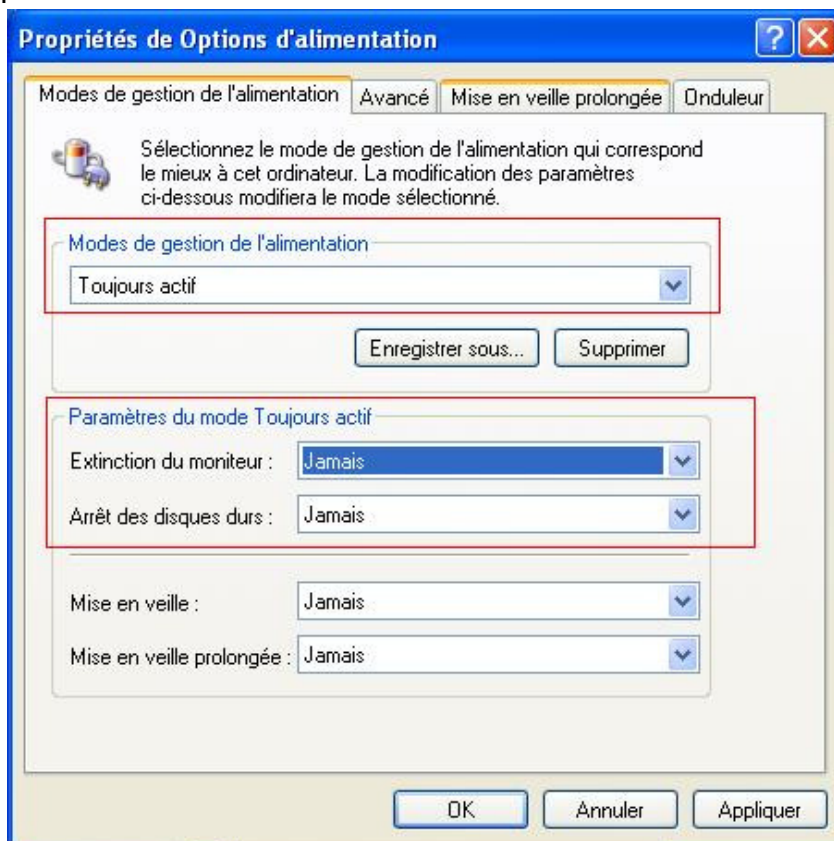 Propriétés de Options d'alimentation
Modes de gestion de l'alimentation Avancé Mise en veille prolongée Onduleur
Sélectionnez le mode de gestion de l'alimentation qui correspond
le mieux à cet ordinateur. La modification des paramètres
ci-dessous modifiera le mode sélectionné.
Modes de gestion de l'alimentation
Toujours actif
Enregistrer sous... Supprimer
Paramètres du mode Toujours actif
Extinction du moniteur : Jamais
Arrêt des disques durs : Jamais
Mise en veille : Jamais
Mise en veille prolongée : Jamais
OK Annuler Appliquer